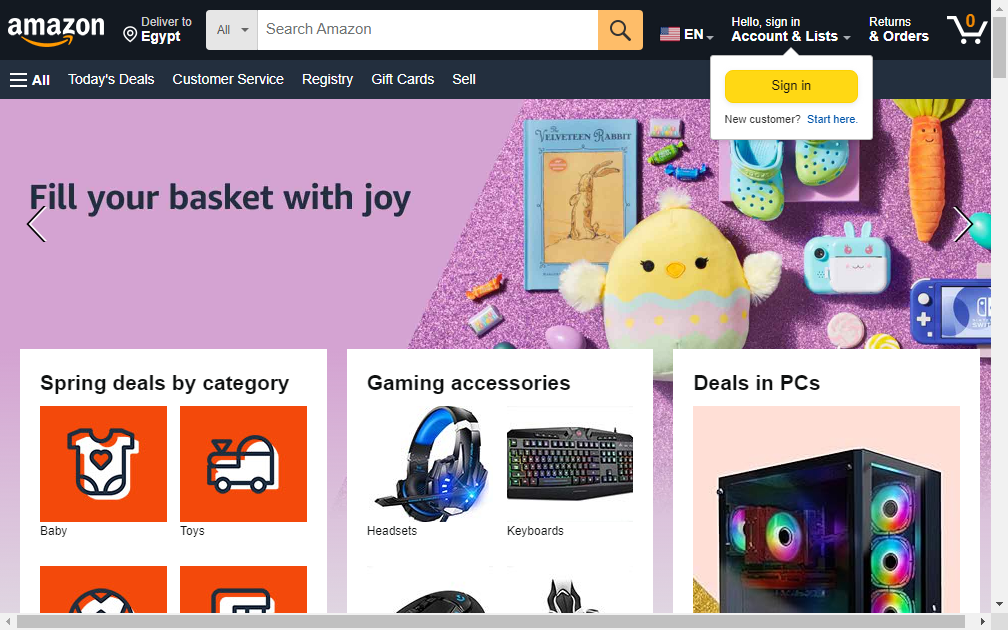 amazon
Deliver to
Egypt
All
Search Amazon
EN
Hello, sign in
Account & Lists
Returns
& Orders
0
All
Today's Deals
Customer Service
Registry
Gift Cards
Sell
Sign in
New customer? Start here.
Fill your basket with joy
The
VELVETEEN RABBIT
Spring deals by category
Gaming accessories
Deals in PCs
Baby
Toys
Headsets
Keyboards